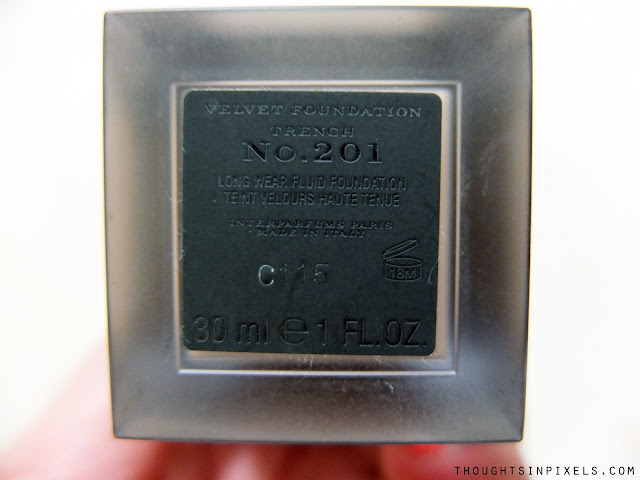 VELVET FOUNDATION
TRENCH
No.201
LONG WEAR FLUID FOUNDATION
TEINT VELOURS HAUTE TENUE
INTERPARFUMS PARIS
MADE IN ITALY
C115
18M
30 ml e 1 FL.OZ.
THOUGHTSINPIXELS.COM